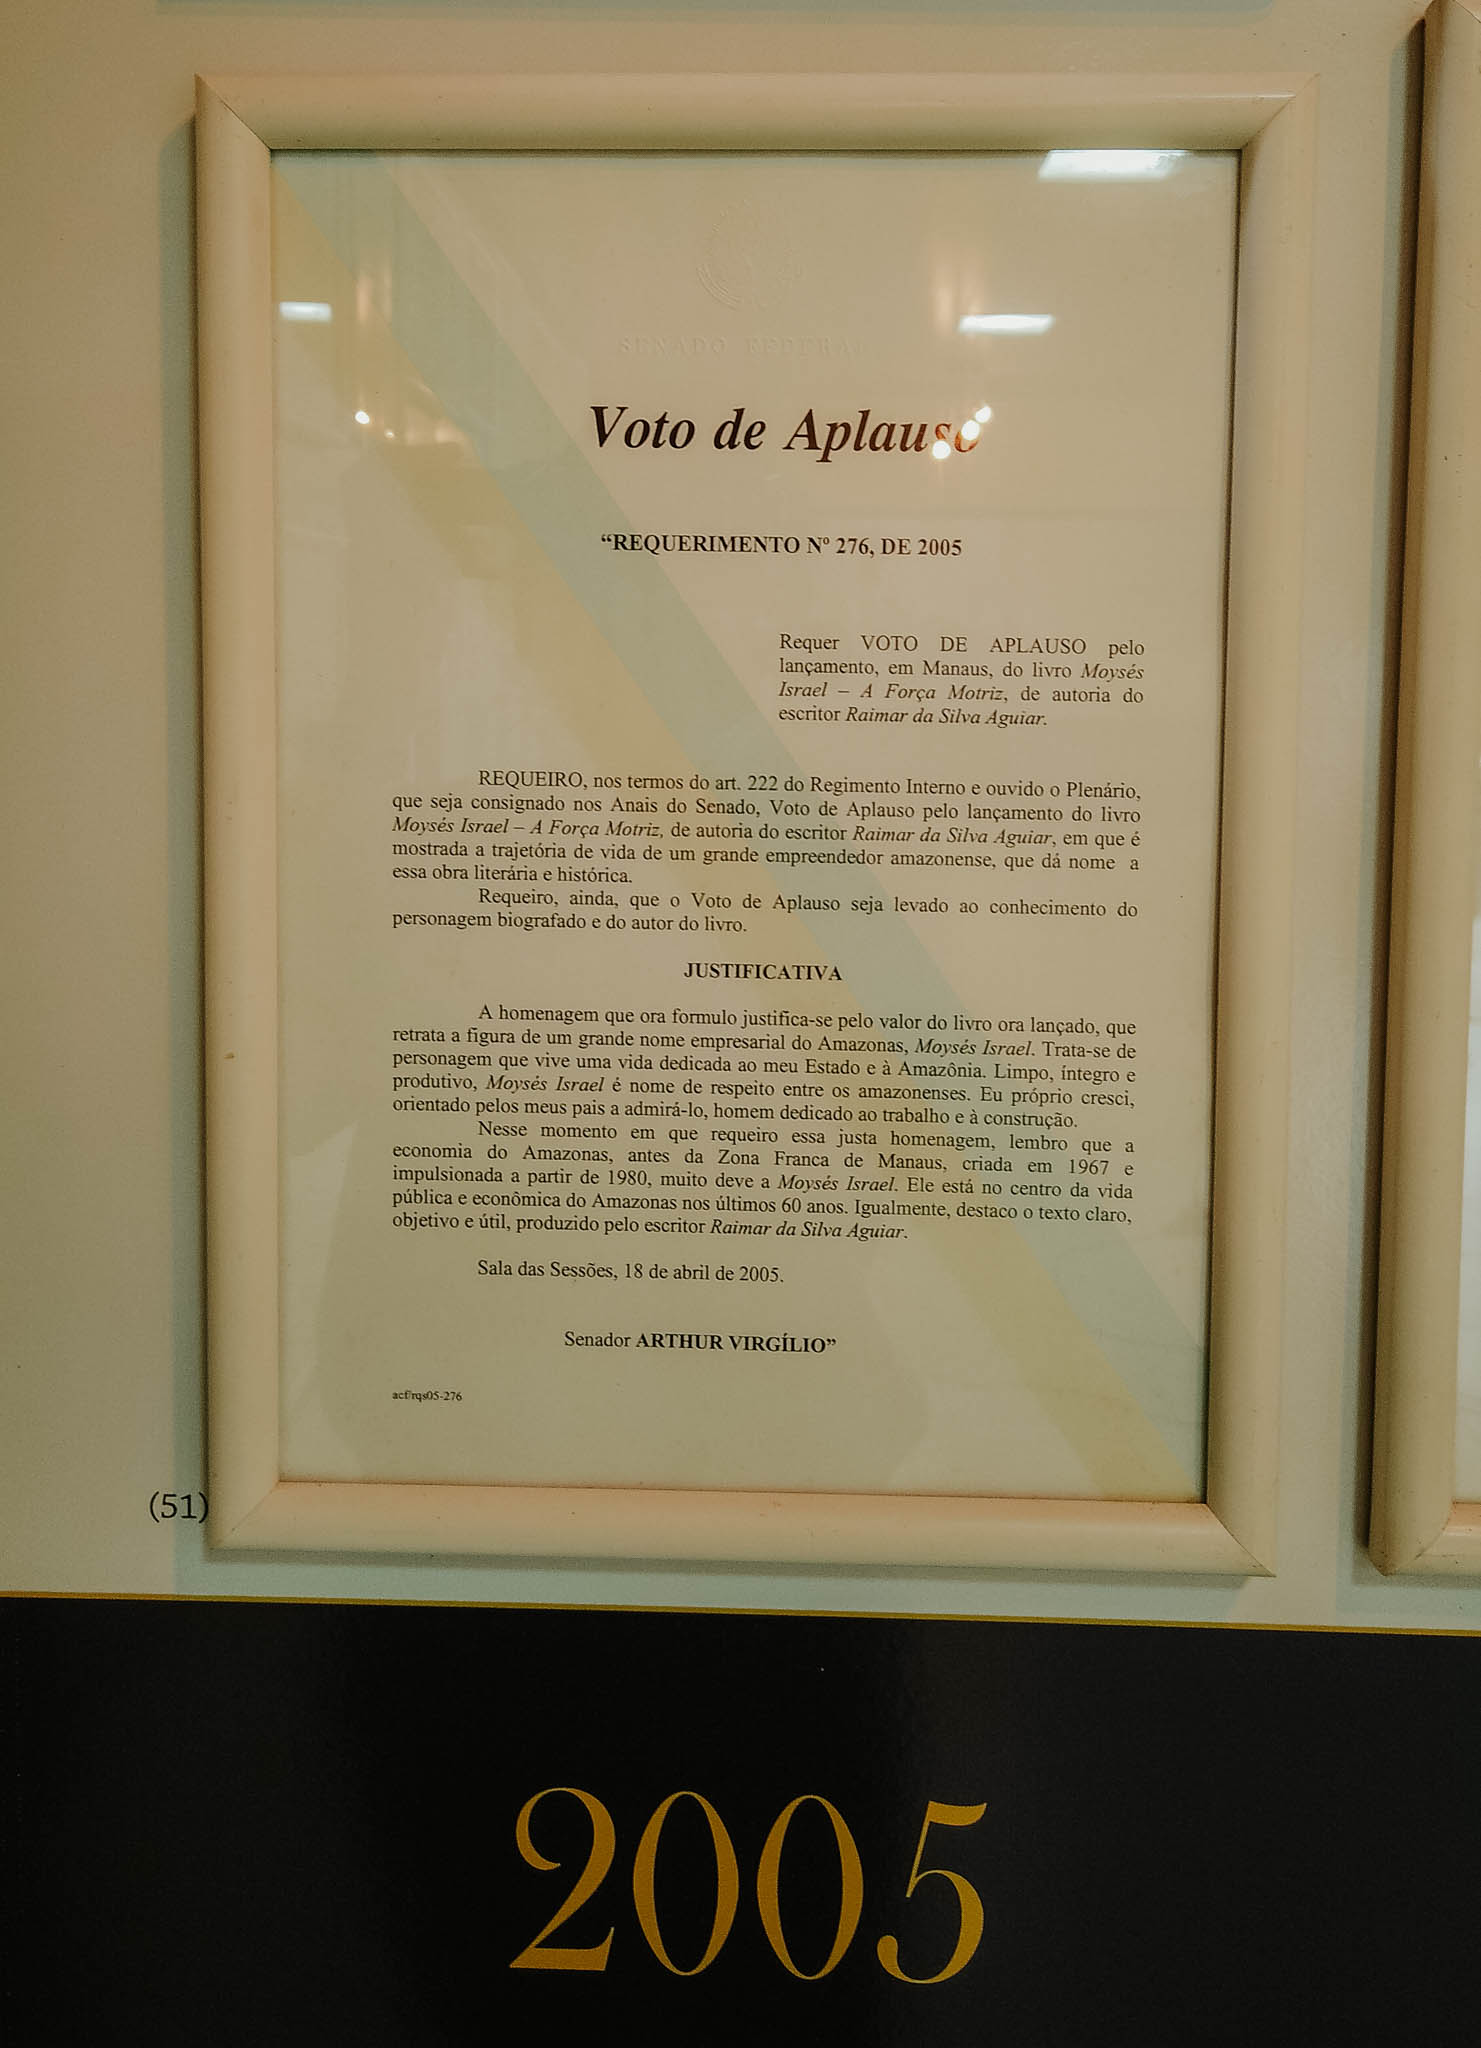 SENADO FEDERAL
Voto de Aplauso
“REQUERIMENTO Nº 276, DE 2005
Requer VOTO DE APLAUSO pelo
lançamento, em Manaus, do livro Moysés
Israel – A Força Motriz, de autoria do
escritor Raimar da Silva Aguiar.
REQUEIRO, nos termos do art. 222 do Regimento Interno e ouvido o Plenário,
que seja consignado nos Anais do Senado, Voto de Aplauso pelo lançamento do livro
Moysés Israel – A Força Motriz, de autoria do escritor Raimar da Silva Aguiar, em que é
mostrada a trajetória de vida de um grande empreendedor amazonense, que dá nome a
essa obra literária e histórica.
Requeiro, ainda, que o Voto de Aplauso seja levado ao conhecimento do
personagem biografado e do autor do livro.
JUSTIFICATIVA
A homenagem que ora formulo justifica-se pelo valor do livro ora lançado, que
retrata a figura de um grande nome empresarial do Amazonas, Moysés Israel. Trata-se de
personagem que vive uma vida dedicada ao meu Estado e à Amazônia. Limpo, íntegro e
produtivo, Moysés Israel é nome de respeito entre os amazonenses. Eu próprio cresci,
orientado pelos meus pais a admirá-lo, homem dedicado ao trabalho e à construção.
Nesse momento em que requeiro essa justa homenagem, lembro que a
economia do Amazonas, antes da Zona Franca de Manaus, criada em 1967 e
impulsionada a partir de 1980, muito deve a Moysés Israel. Ele está no centro da vida
pública e econômica do Amazonas nos últimos 60 anos. Igualmente, destaco o texto claro,
objetivo e útil, produzido pelo escritor Raimar da Silva Aguiar.
Sala das Sessões, 18 de abril de 2005.
Senador ARTHUR VIRGÍLIO”
acf/rqs05-276
(51)
2005